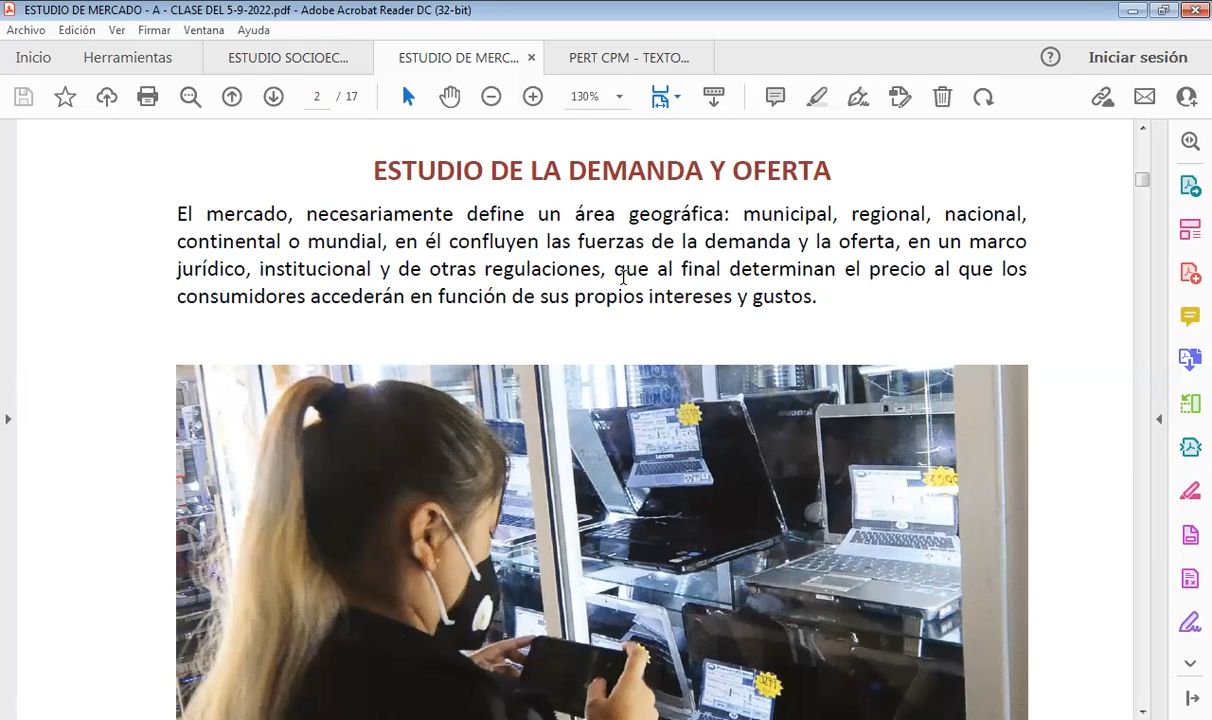 ESTUDIO DE MERCADO - A - CLASE DEL 5-9-2022.pdf - Adobe Acrobat Reader DC (32-bit)
Archivo Edición Ver Firmar Ventana Ayuda
Inicio Herramientas ESTUDIO SOCIOEC... ESTUDIO DE MERC... × PERT CPM - TEXTO... Iniciar sesión
2 / 17 130%
ESTUDIO DE LA DEMANDA Y OFERTA
El mercado, necesariamente define un área geográfica: municipal, regional, nacional,
continental o mundial, en él confluyen las fuerzas de la demanda y la oferta, en un marco
jurídico, institucional y de otras regulaciones, que al final determinan el precio al que los
consumidores accederán en función de sus propios intereses y gustos.